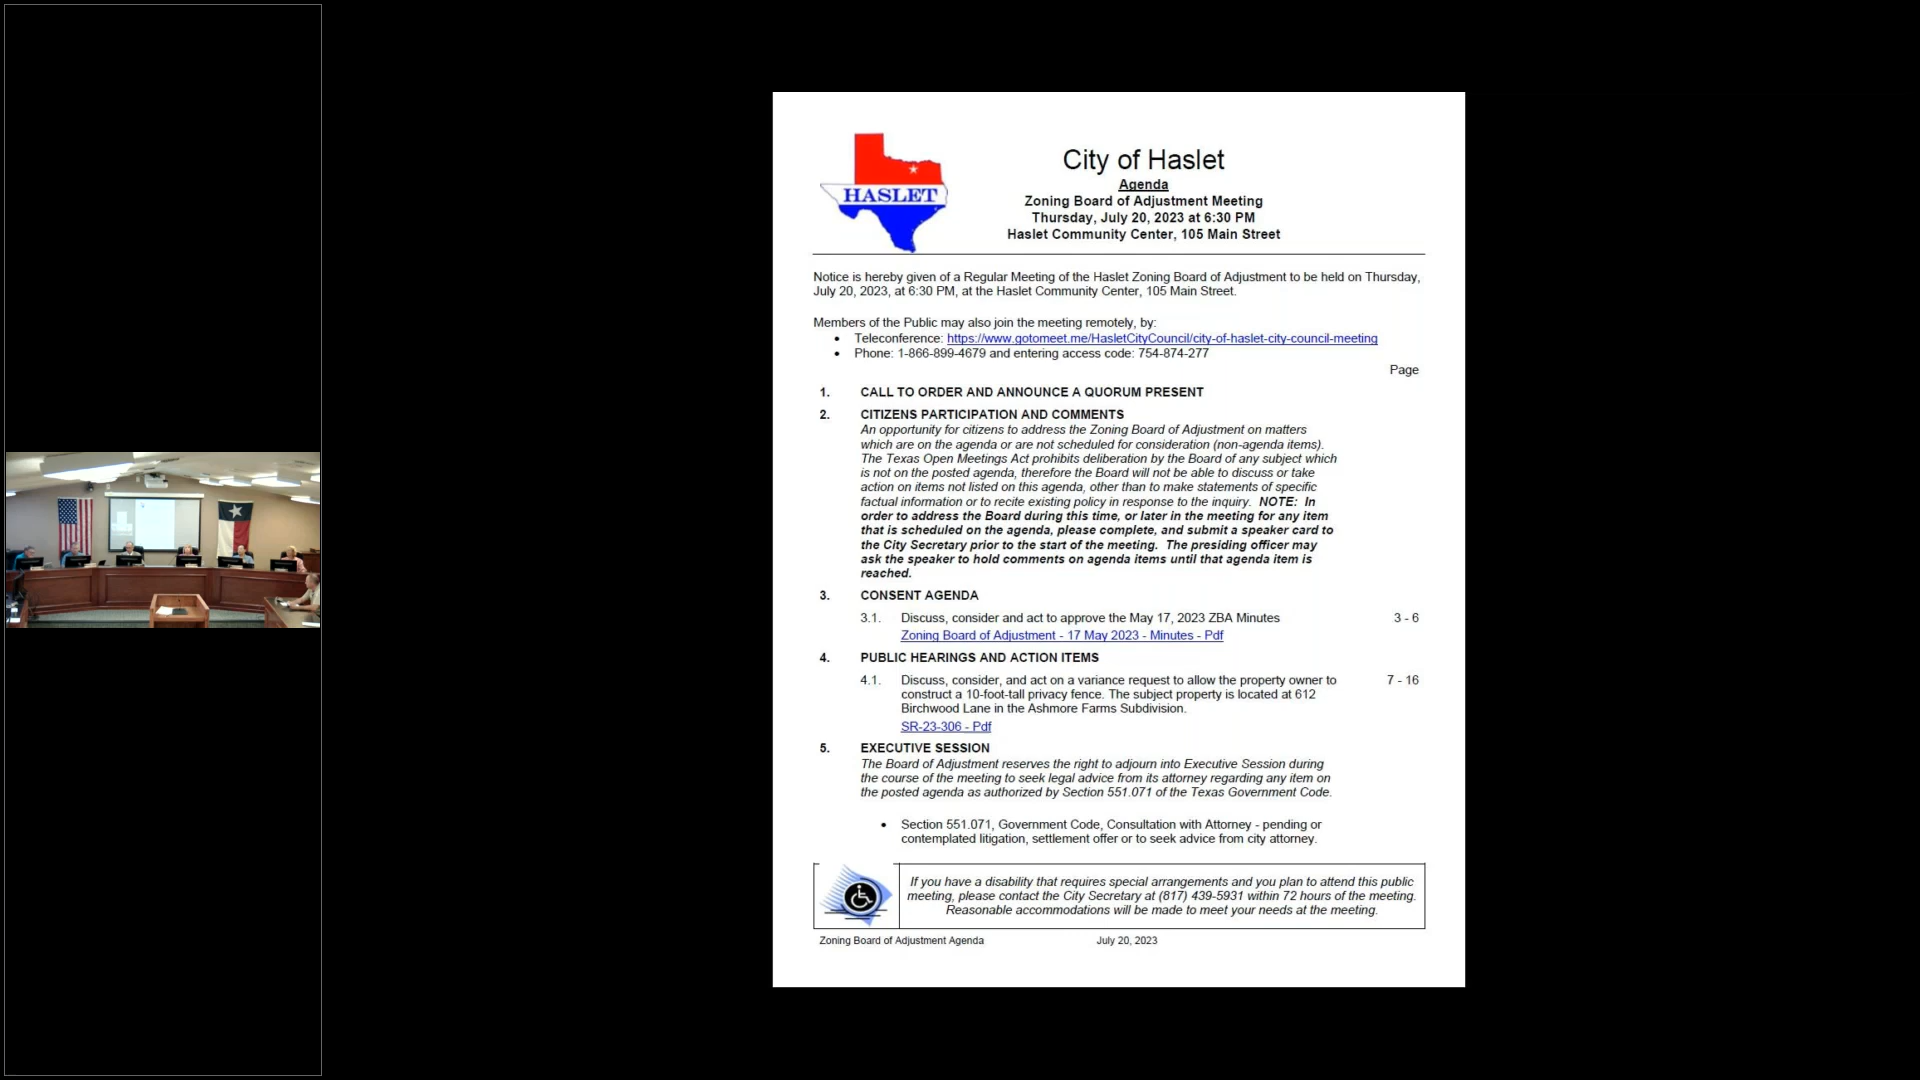 HASLET
City of Haslet
Agenda
Zoning Board of Adjustment Meeting
Thursday, July 20, 2023 at 6:30 PM
Haslet Community Center, 105 Main Street
Notice is hereby given of a Regular Meeting of the Haslet Zoning Board of Adjustment to be held on Thursday,
July 20, 2023, at 6:30 PM, at the Haslet Community Center, 105 Main Street.
Members of the Public may also join the meeting remotely, by:
• Teleconference: https://www.gotomeet.me/HasletCityCouncil/city-of-haslet-city-council-meeting
• Phone: 1-866-899-4679 and entering access code: 754-874-277
Page
1. CALL TO ORDER AND ANNOUNCE A QUORUM PRESENT
2. CITIZENS PARTICIPATION AND COMMENTS
An opportunity for citizens to address the Zoning Board of Adjustment on matters
which are on the agenda or are not scheduled for consideration (non-agenda items).
The Texas Open Meetings Act prohibits deliberation by the Board of any subject which
is not on the posted agenda, therefore the Board will not be able to discuss or take
action on items not listed on this agenda, other than to make statements of specific
factual information or to recite existing policy in response to the inquiry. NOTE: In
order to address the Board during this time, or later in the meeting for any item
that is scheduled on the agenda, please complete, and submit a speaker card to
the City Secretary prior to the start of the meeting. The presiding officer may
ask the speaker to hold comments on agenda items until that agenda item is
reached.
3. CONSENT AGENDA
3.1. Discuss, consider and act to approve the May 17, 2023 ZBA Minutes 3 - 6
Zoning Board of Adjustment - 17 May 2023 - Minutes - Pdf
4. PUBLIC HEARINGS AND ACTION ITEMS
4.1. Discuss, consider, and act on a variance request to allow the property owner to 7 - 16
construct a 10-foot-tall privacy fence. The subject property is located at 612
Birchwood Lane in the Ashmore Farms Subdivision.
SR-23-306 - Pdf
5. EXECUTIVE SESSION
The Board of Adjustment reserves the right to adjourn into Executive Session during
the course of the meeting to seek legal advice from its attorney regarding any item on
the posted agenda as authorized by Section 551.071 of the Texas Government Code.
• Section 551.071, Government Code, Consultation with Attorney - pending or
contemplated litigation, settlement offer or to seek advice from city attorney.
If you have a disability that requires special arrangements and you plan to attend this public
meeting, please contact the City Secretary at (817) 439-5931 within 72 hours of the meeting.
Reasonable accommodations will be made to meet your needs at the meeting.
Zoning Board of Adjustment Agenda July 20, 2023